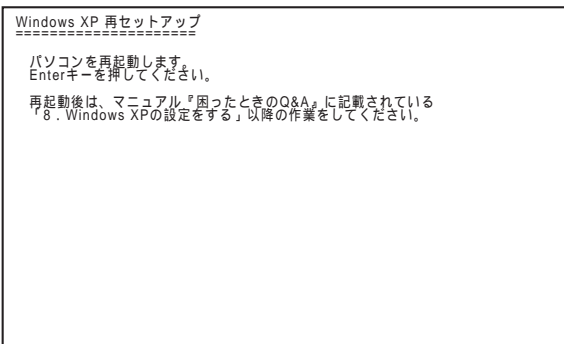 Windows XP 再セットアップ
=====================
パソコンを再起動します。
Enterキーを押してください。
再起動後は、マニュアル『困ったときのQ&A』に記載されている
「8．Windows XPの設定をする」以降の作業をしてください。